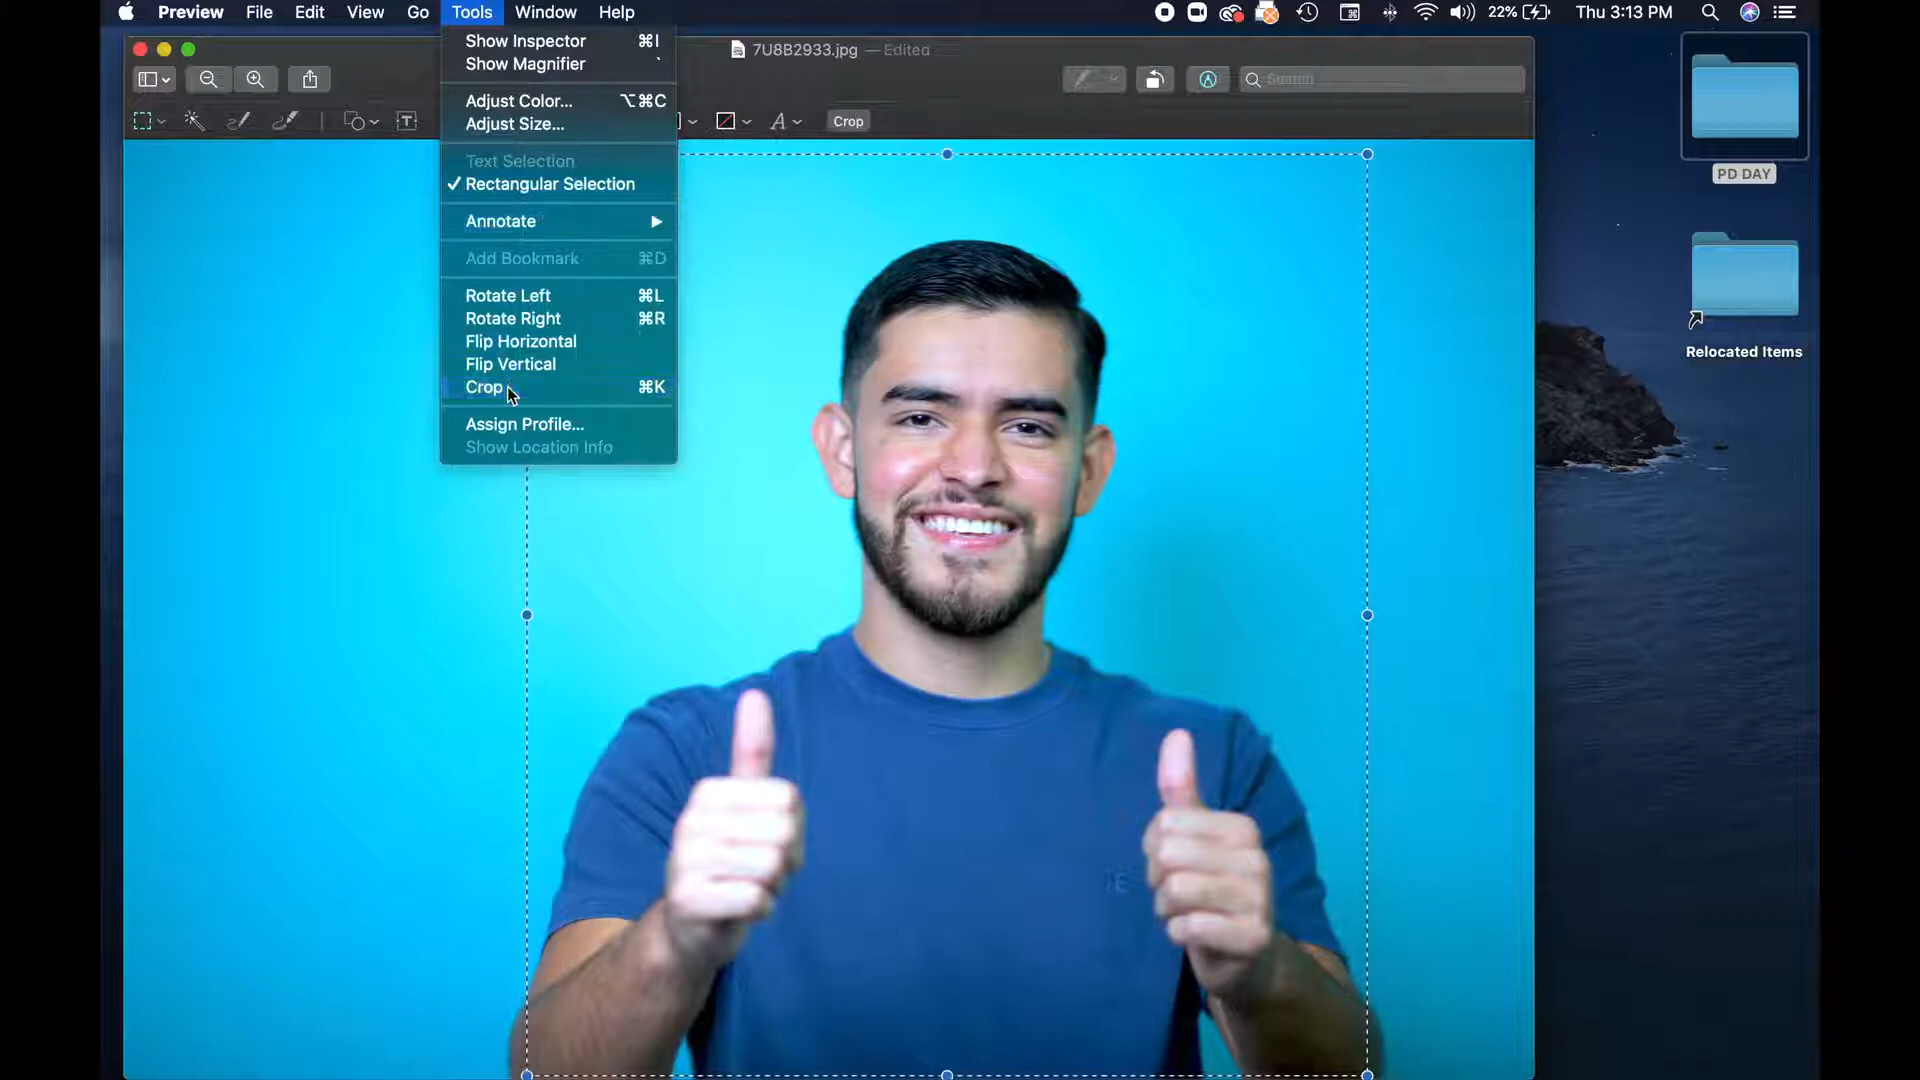 Preview File Edit View Go Tools Window Help 22% Thu 3:13 PM
7U8B2933.jpg — Edited
Search
Crop
Show Inspector ⌘I
Show Magnifier `
Adjust Color... ⌥⌘C
Adjust Size...
Text Selection
✓ Rectangular Selection
Annotate ▶
Add Bookmark ⌘D
Rotate Left ⌘L
Rotate Right ⌘R
Flip Horizontal
Flip Vertical
Crop ⌘K
Assign Profile...
Show Location Info
PD DAY
Relocated Items